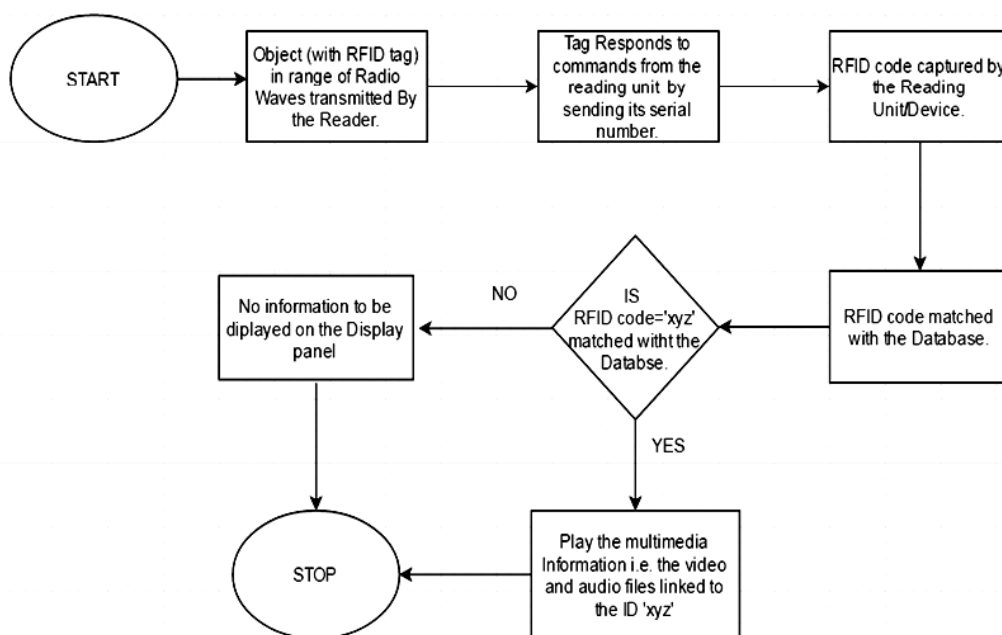 START
Object (with RFID tag)
in range of Radio
Waves transmitted By
the Reader.
Tag Responds to
commands from the
reading unit by
sending its serial
number.
RFID code captured by
the Reading
Unit/Device.
RFID code matched
with the Database.
IS
RFID code='xyz'
matched witht the
Databse.
NO
No information to be
diplayed on the Display
panel
YES
Play the multimedia
Information i.e. the video
and audio files linked to
the ID 'xyz'
STOP